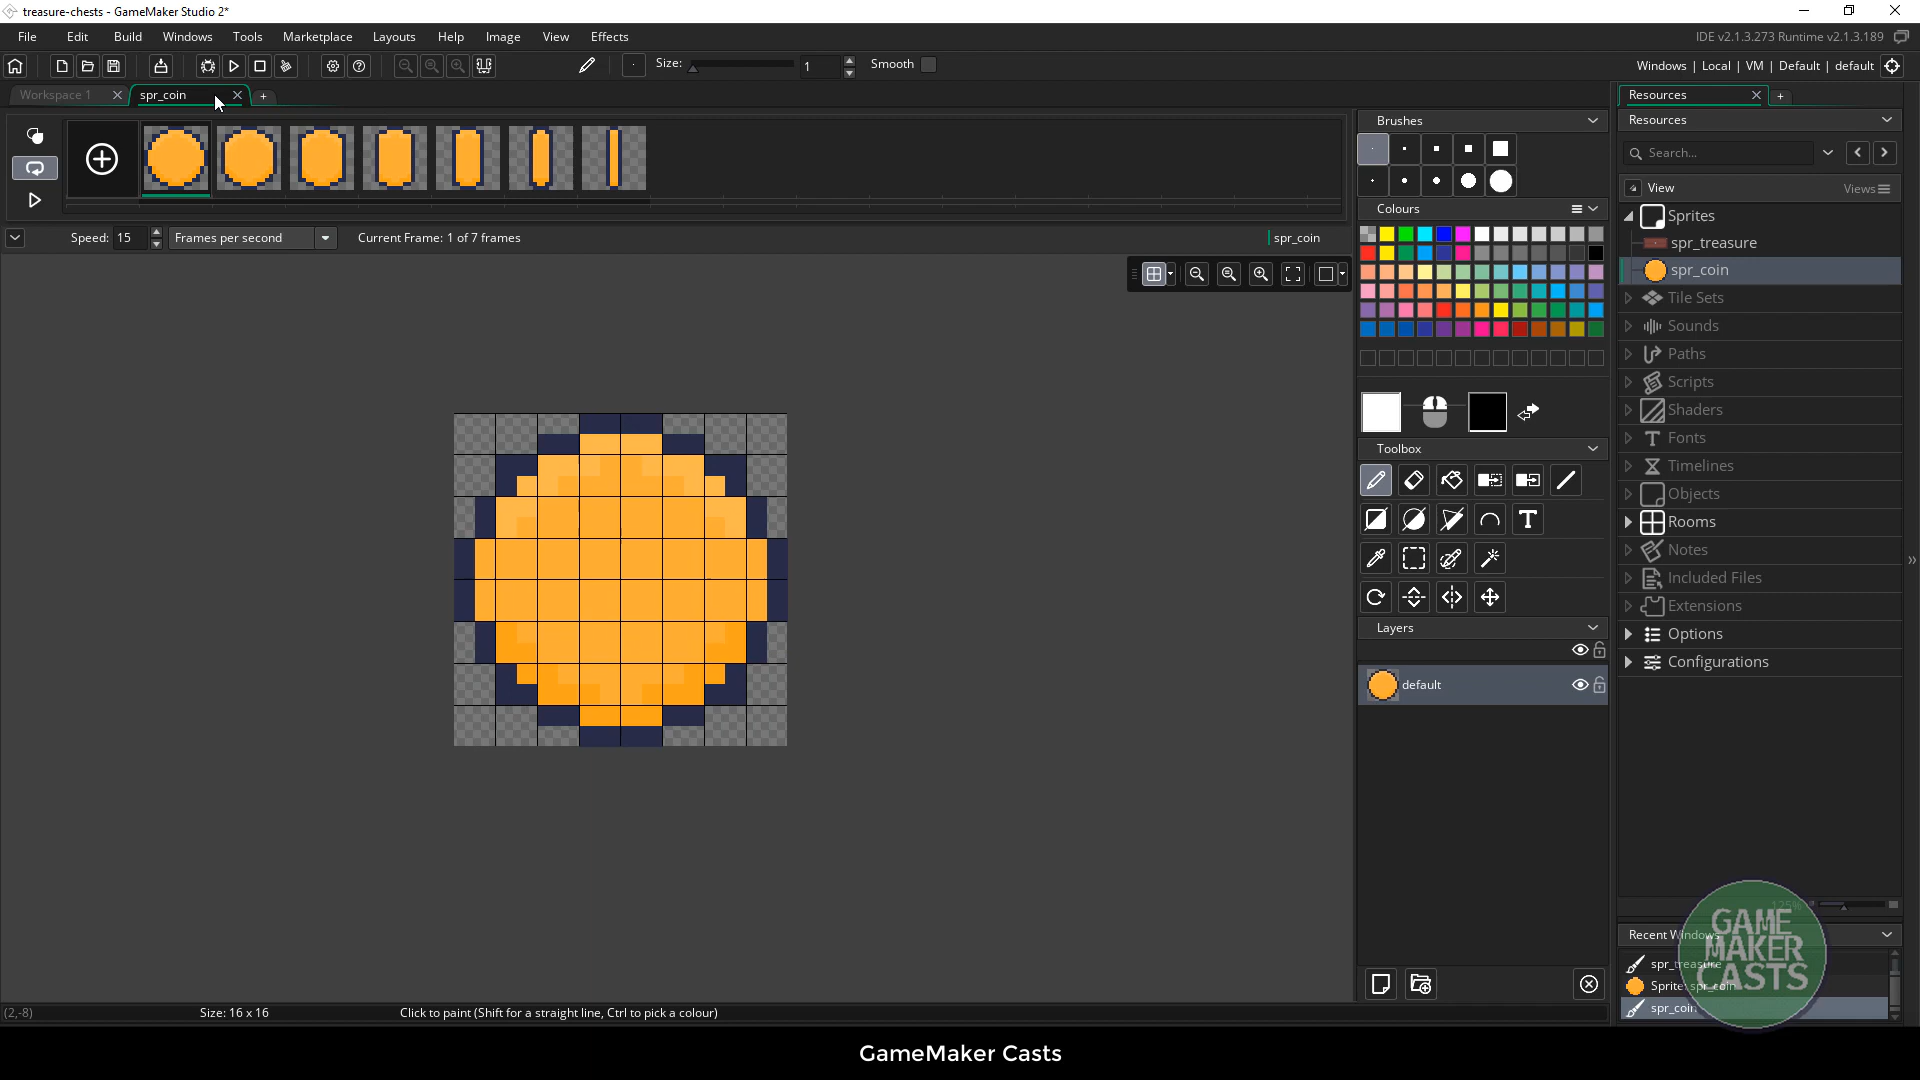 treasure-chests - GameMaker Studio 2*
File Edit Build Windows Tools Marketplace Layouts Help Image View Effects
IDE v2.1.3.273 Runtime v2.1.3.189
Size: 1 Smooth
Windows | Local | VM | Default | default
Workspace 1 spr_coin
Resources
Brushes
Resources
Search...
View Views
Colours
Sprites
spr_treasure
Speed: 15 Frames per second Current Frame: 1 of 7 frames spr_coin
spr_coin
Tile Sets
Sounds
Paths
Scripts
Shaders
Fonts
Toolbox
Timelines
Objects
Rooms
Notes
Included Files
Extensions
Layers
Options
Configurations
default
125%
Recent Windows
spr_treasure
Sprite: spr_coin
spr_coin
GAME
MAKER
CASTS
(2,-8) Size: 16 x 16 Click to paint (Shift for a straight line, Ctrl to pick a colour)
GameMaker Casts